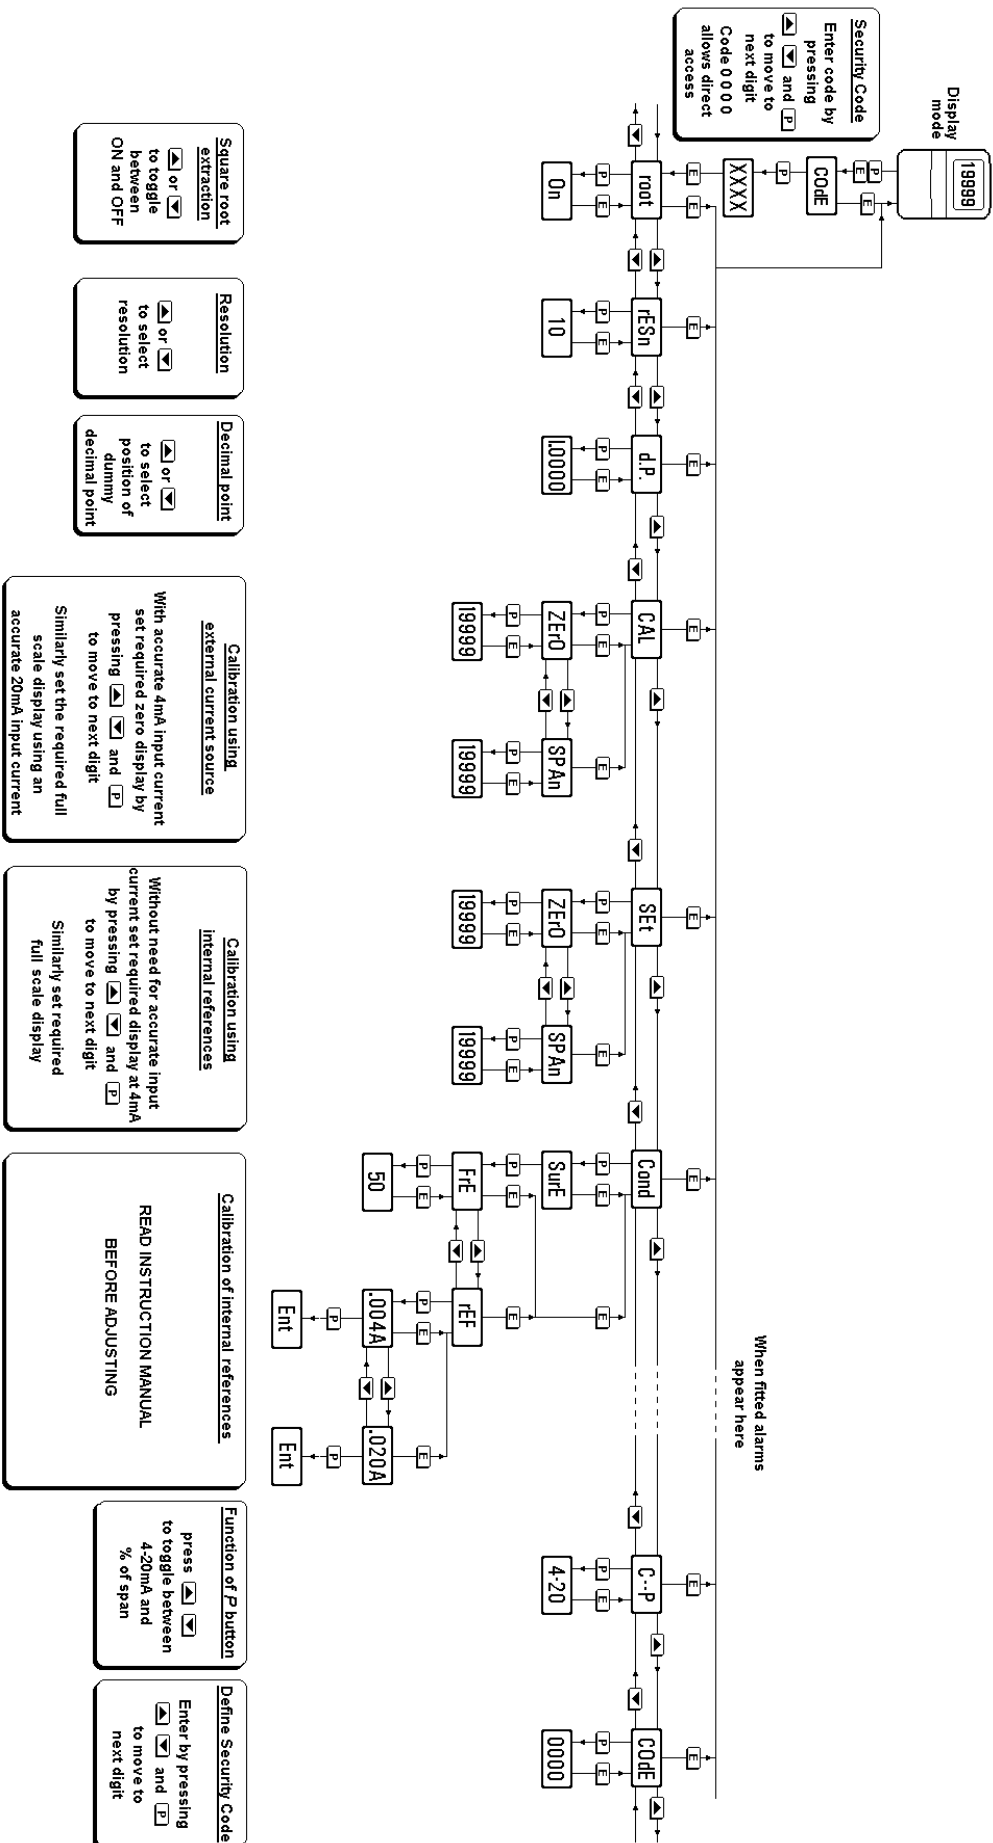 Display
mode
19999
P
E
E
COdE
P
XXXX
Security Code
Enter code by
pressing
and P
to move to
next digit
Code 0 0 0 0
allows direct
access
When fitted alarms
appear here
E
E
E
E
E
E
E
E
E
E
root
rESn
d.P.
CAL
SEt
Cond
C--P
COdE
P
E
P
E
P
E
P
E
E
P
E
E
P
E
E
P
E
P
E
On
10
1.0000
ZErO
SPAn
ZErO
SPAn
SurE
4-20
0000
P
E
P
E
P
E
P
E
P
E
E
19999
19999
19999
19999
FrE
rEF
P
E
P
E
E
50
.004A
.020A
P
P
Ent
Ent
Square root
extraction
or
to toggle
between
ON and OFF
Resolution
or
to select
resolution
Decimal point
or
to select
position of
dummy
decimal point
Calibration using
external current source
With accurate 4mA input current
set required zero display by
pressing and P
to move to next digit
Similarly set the required full
scale display using an
accurate 20mA input current
Calibration using
internal references
Without need for accurate input
current set required display at 4mA
by pressing and P
to move to next digit
Similarly set required
full scale display
Calibration of internal references
READ INSTRUCTION MANUAL
BEFORE ADJUSTING
Function of P button
press
to toggle between
4-20mA and
% of span
Define Security Code
Enter by pressing
and P
to move to
next digit